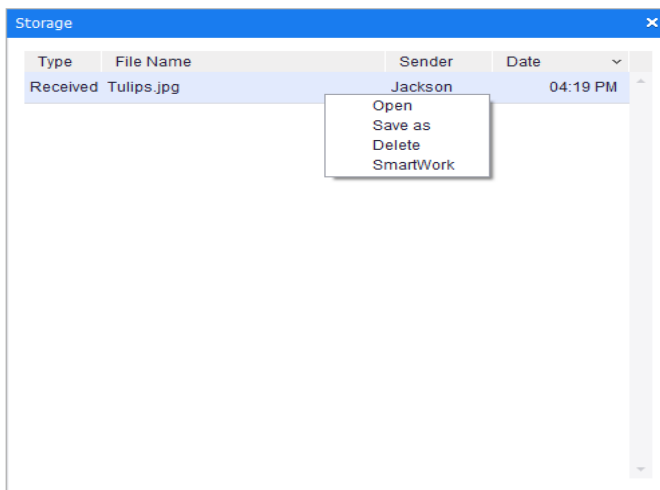 Storage
Type File Name Sender Date
Received Tulips.jpg Jackson 04:19 PM
Open
Save as
Delete
SmartWork